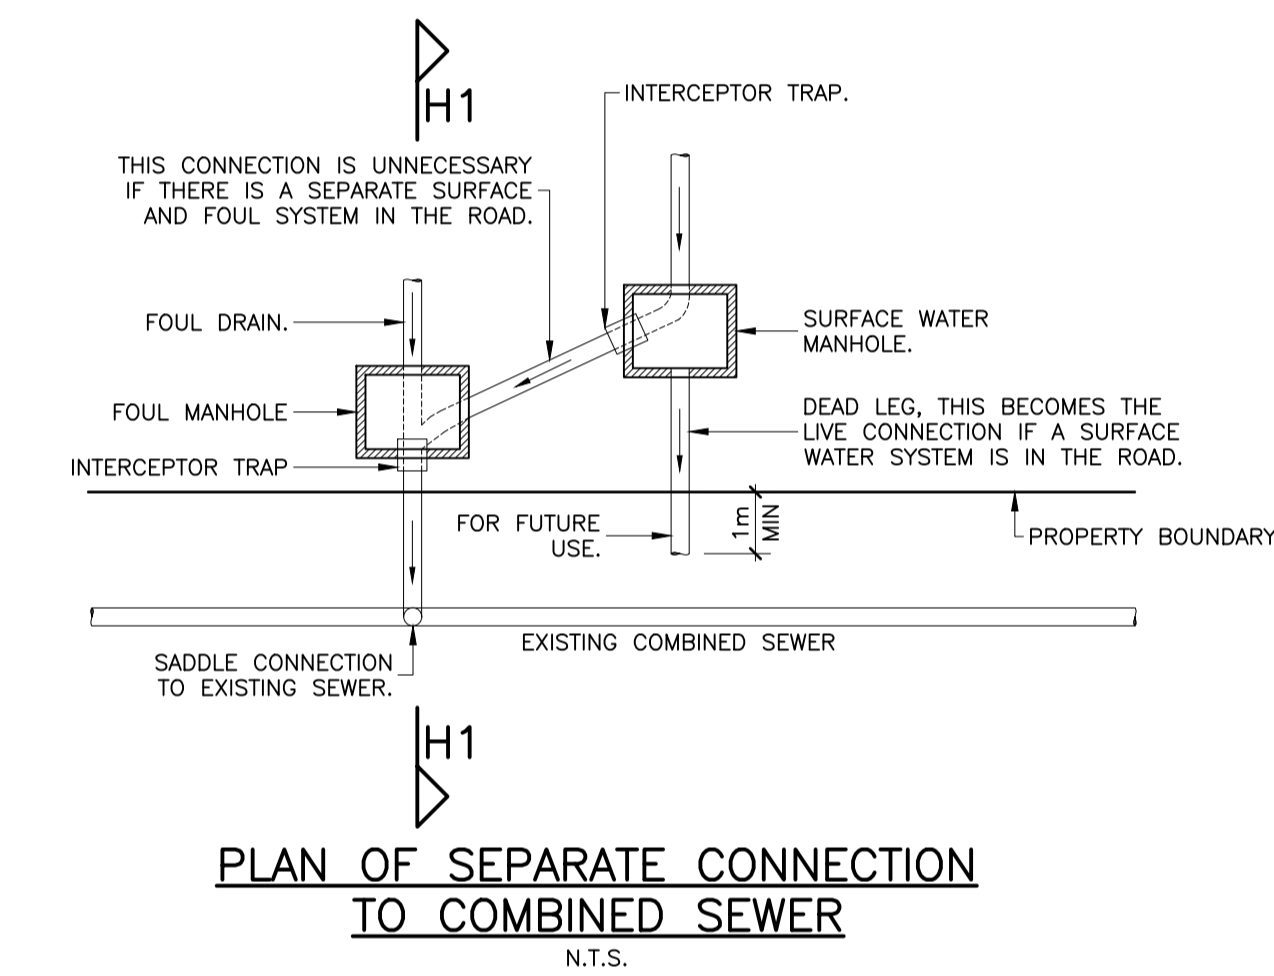 H1
INTERCEPTOR TRAP.
THIS CONNECTION IS UNNECESSARY
IF THERE IS A SEPARATE SURFACE
AND FOUL SYSTEM IN THE ROAD.
FOUL DRAIN.
SURFACE WATER
MANHOLE.
FOUL MANHOLE
DEAD LEG, THIS BECOMES THE
LIVE CONNECTION IF A SURFACE
WATER SYSTEM IS IN THE ROAD.
INTERCEPTOR TRAP
FOR FUTURE
USE.
1m
MIN
PROPERTY BOUNDARY
EXISTING COMBINED SEWER
SADDLE CONNECTION
TO EXISTING SEWER.
H1
PLAN OF SEPARATE CONNECTION
TO COMBINED SEWER
N.T.S.